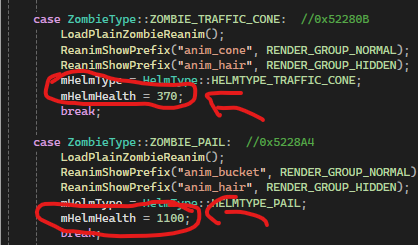 case ZombieType::ZOMBIE_TRAFFIC_CONE:  //0x52280B
LoadPlainZombieReanim();
ReanimShowPrefix("anim_cone", RENDER_GROUP_NORMAL);
ReanimShowPrefix("anim_hair", RENDER_GROUP_HIDDEN);
mHelmType = HelmType::HELMTYPE_TRAFFIC_CONE;
mHelmHealth = 370;
break;
case ZombieType::ZOMBIE_PAIL:  //0x5228A4
LoadPlainZombieReanim();
ReanimShowPrefix("anim_bucket", RENDER_GROUP_NORMAL)
ReanimShowPrefix("anim_hair", RENDER_GROUP_HIDDEN);
mHelmType = HelmType::HELMTYPE_PAIL;
mHelmHealth = 1100;
break;